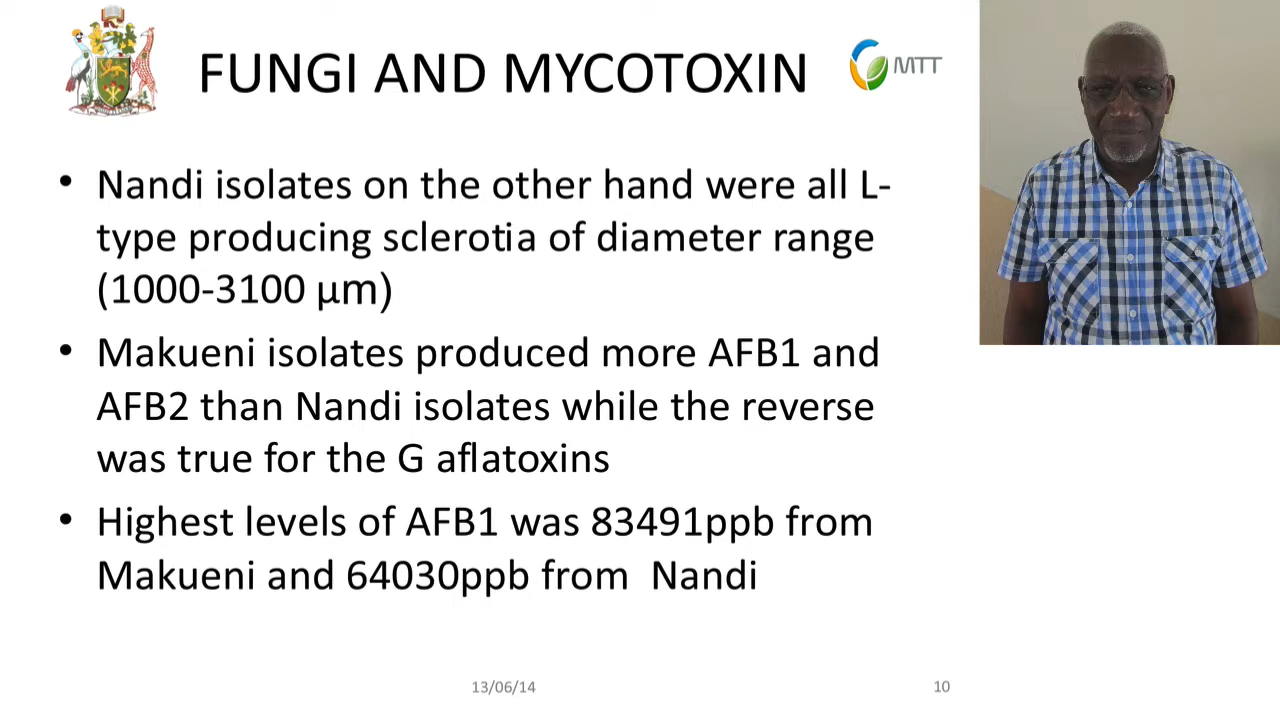 FUNGI AND MYCOTOXIN
MTT
• Nandi isolates on the other hand were all L-
type producing sclerotia of diameter range
(1000-3100 µm)
• Makueni isolates produced more AFB1 and
AFB2 than Nandi isolates while the reverse
was true for the G aflatoxins
• Highest levels of AFB1 was 83491ppb from
Makueni and 64030ppb from  Nandi
13/06/14
10